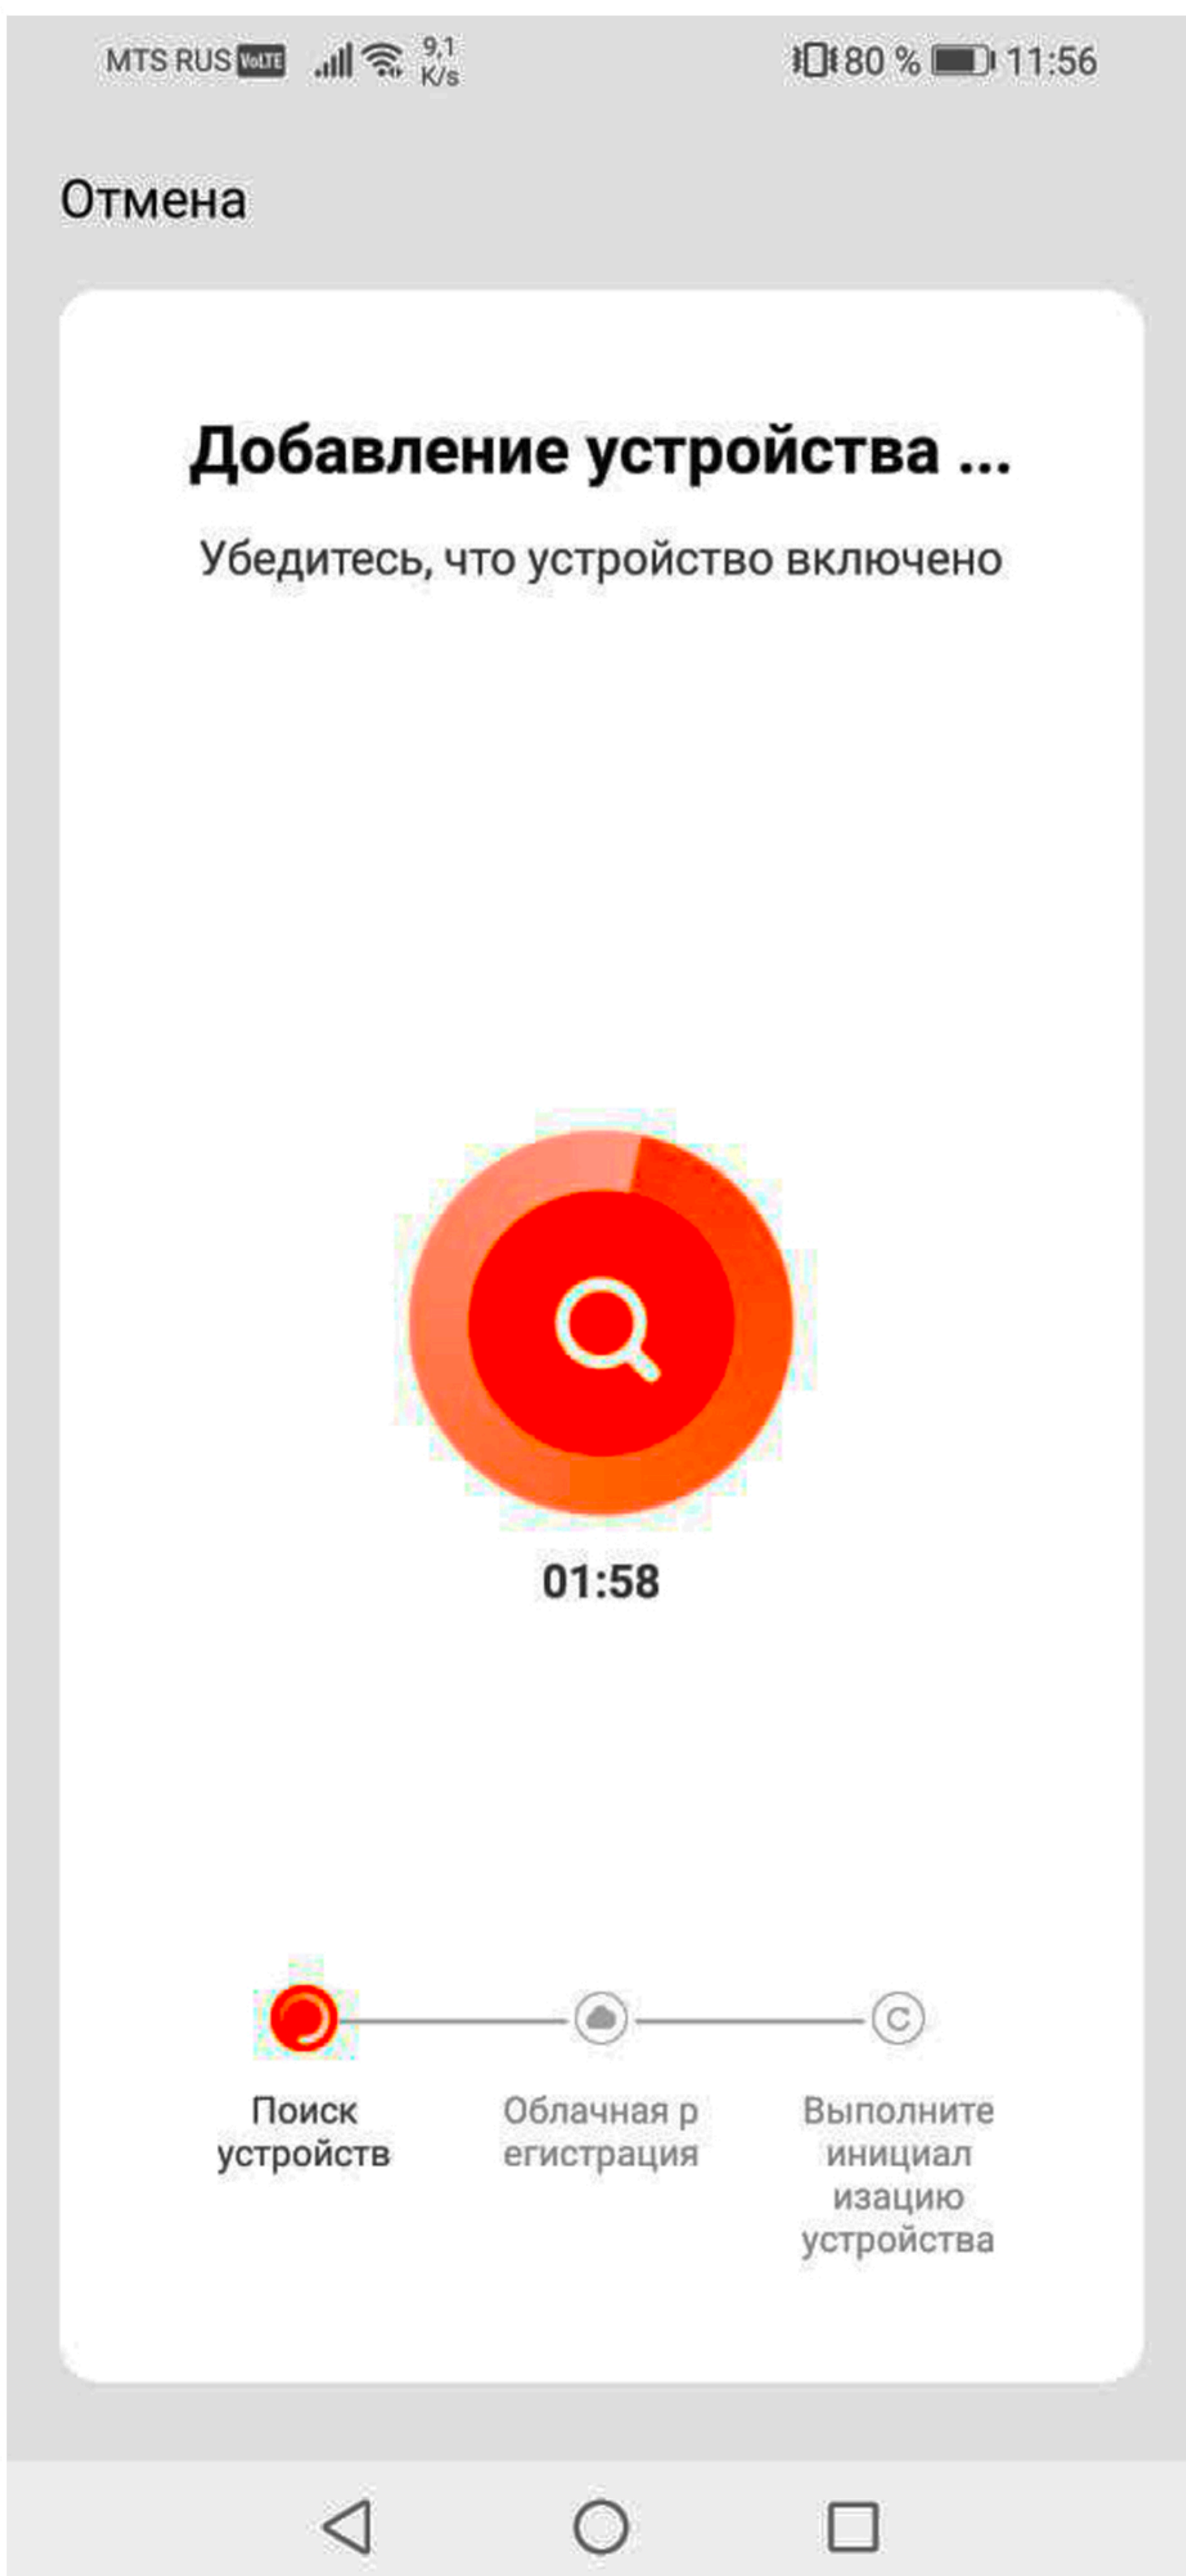 MTS RUS VoLTE 9,1 80 % 11:56
K/s
Отмена
Добавление устройства ...
Убедитесь, что устройство включено
01:58
Поиск
устройств
Облачная р
егистрация
Выполните
инициал
изацию
устройства